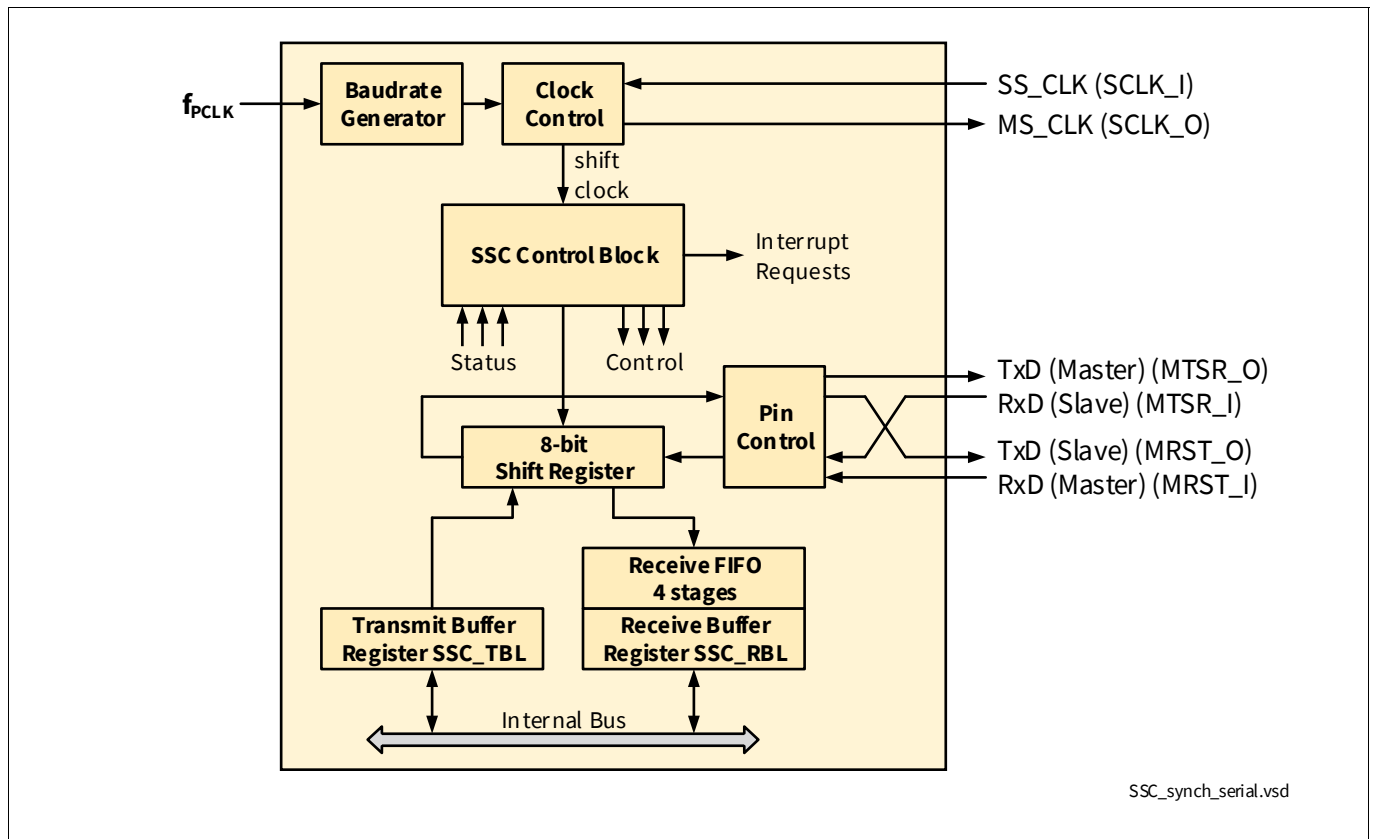 f_PCLK
Baudrate
Generator
Clock
Control
SS_CLK (SCLK_I)
MS_CLK (SCLK_O)
shift
clock
SSC Control Block
Interrupt
Requests
Status
Control
Pin
Control
TxD (Master) (MTSR_O)
RxD (Slave) (MTSR_I)
TxD (Slave) (MRST_O)
RxD (Master) (MRST_I)
8-bit
Shift Register
Receive FIFO
4 stages
Transmit Buffer
Register SSC_TBL
Receive Buffer
Register SSC_RBL
Internal Bus
SSC_synch_serial.vsd